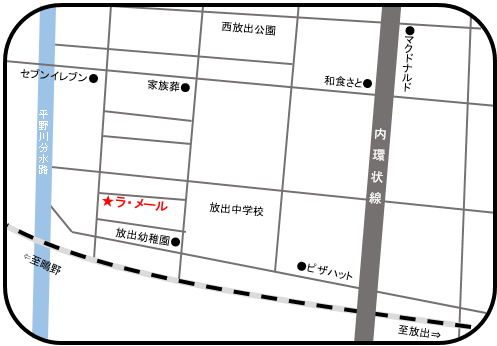 西放出公園
マクドナルド
セブンイレブン
家族葬
和食さと
平野川分水路
内環状線
★ラ・メール
放出中学校
放出幼稚園
ピザハット
⇐至鴫野
至放出⇒